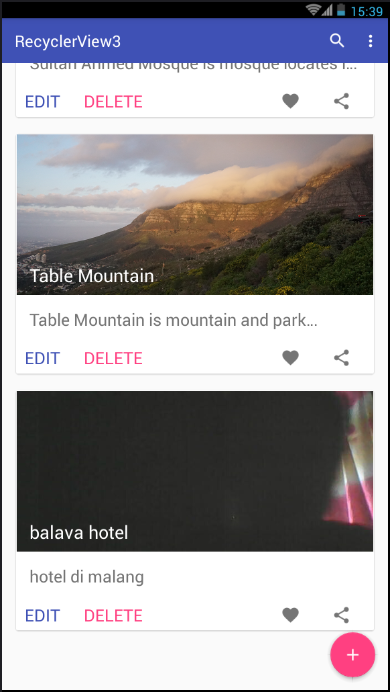 15:39
RecyclerView3
Sultan Ahmed Mosque is mosque locates i...
EDIT DELETE
Table Mountain
Table Mountain is mountain and park...
EDIT DELETE
balava hotel
hotel di malang
EDIT DELETE